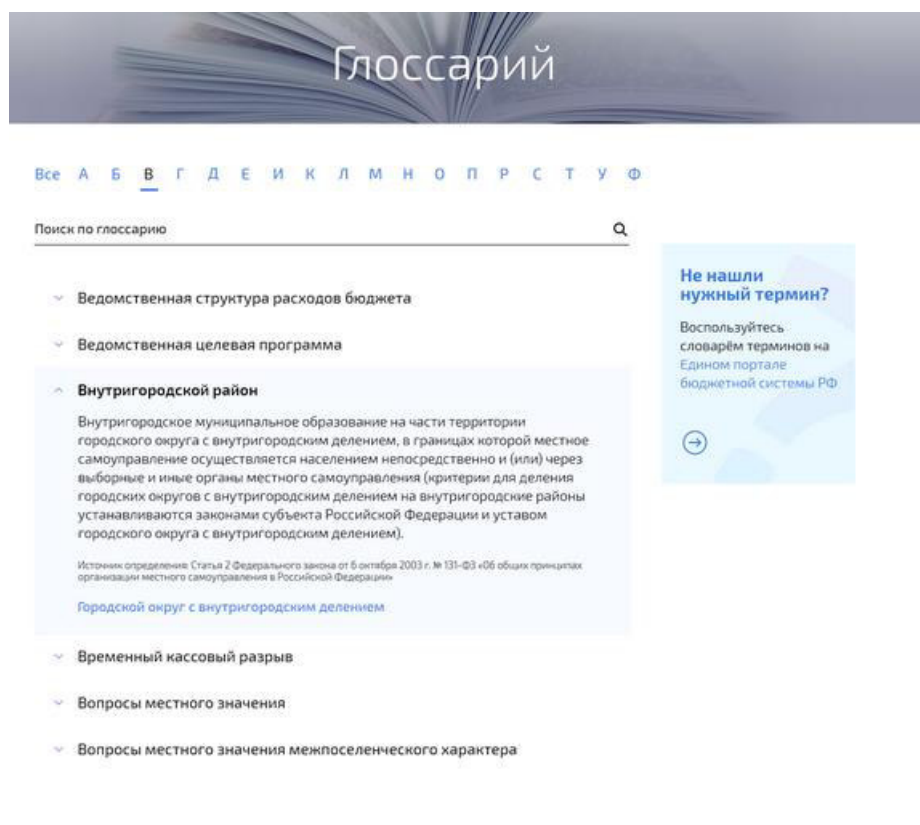 Глоссарий
Все А Б В Г Д Е И К Л М Н О П Р С Т У Ф
Поиск по глоссарию
Ведомственная структура расходов бюджета
Ведомственная целевая программа
Внутригородской район
Внутригородское муниципальное образование на части территории
городского округа с внутригородским делением, в границах которой местное
самоуправление осуществляется населением непосредственно и (или) через
выборные и иные органы местного самоуправления (критерии для деления
городских округов с внутригородским делением на внутригородские районы
устанавливаются законами субъекта Российской Федерации и уставом
городского округа с внутригородским делением).
Источник определения: Статья 2 Федерального закона от 6 октября 2003 г. № 131-ФЗ «Об общих принципах
организации местного самоуправления в Российской Федерации»
Городской округ с внутригородским делением
Временный кассовый разрыв
Вопросы местного значения
Вопросы местного значения межпоселенческого характера
Не нашли
нужный термин?
Воспользуйтесь
словарём терминов на
Едином портале
бюджетной системы РФ